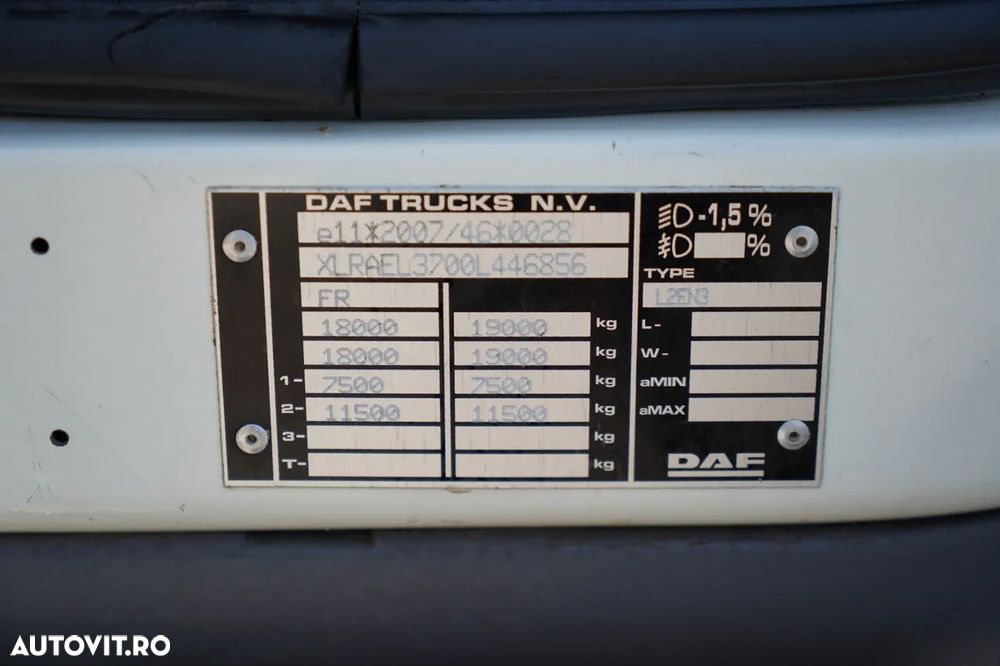 DAF TRUCKS N.V.
e11*2007/46*0028
XLRAEL3700L446856
FR
18000 19000 kg
18000 19000 kg
1- 7500 7500 kg
2- 11500 11500 kg
3- kg
T- kg
-1,5%
%
TYPE
L2EN3
L-
W-
aMIN
aMAX
DAF
AUTOVIT.RO